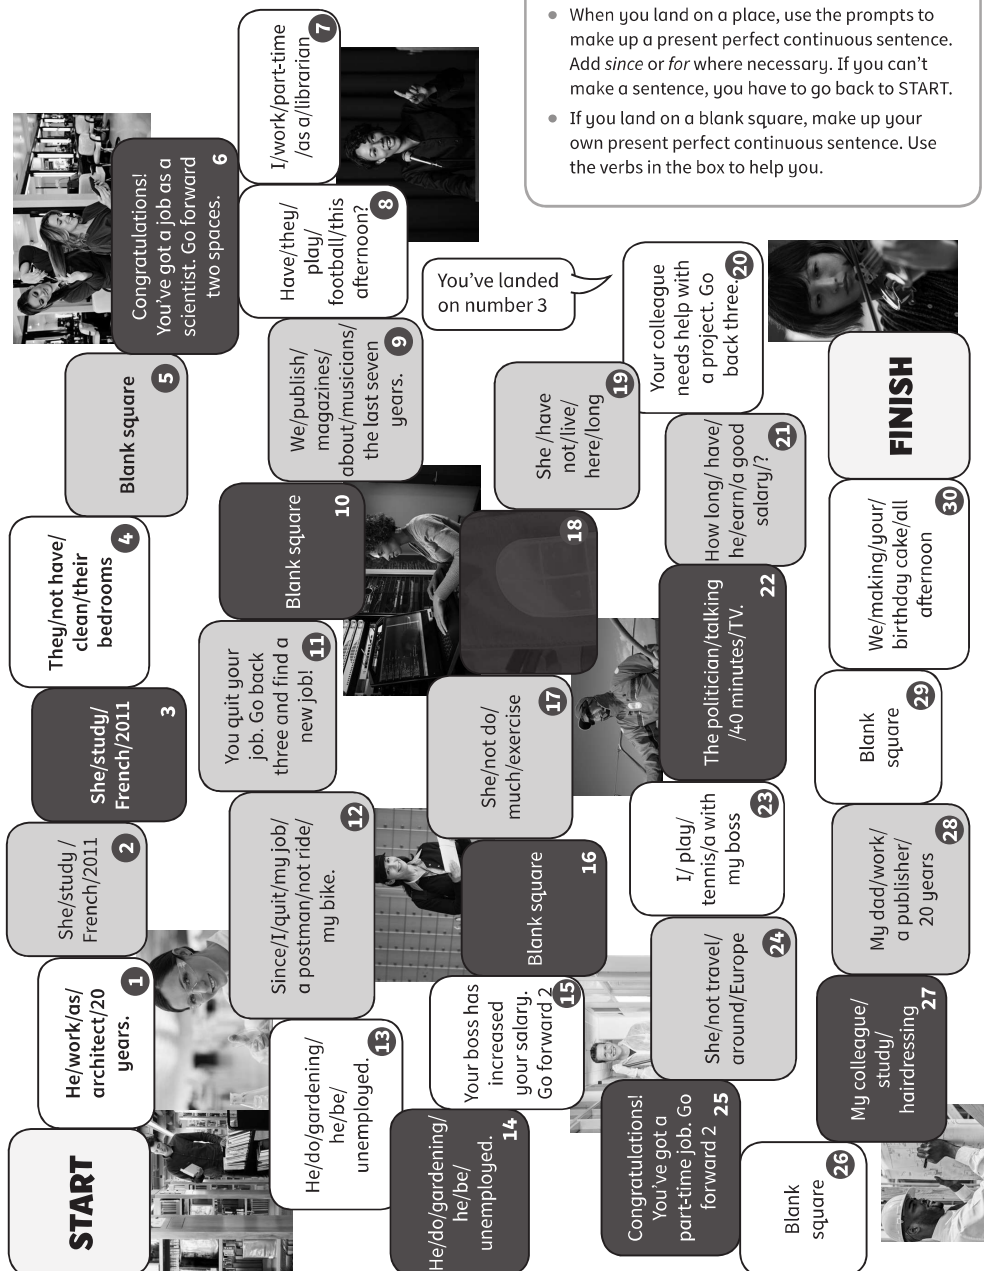 When you land on a place, use the prompts to
make up a present perfect continuous sentence.
Add since or for where necessary. If you can't
make a sentence, you have to go back to START.
If you land on a blank square, make up your
own present perfect continuous sentence. Use
the verbs in the box to help you.
You've landed
on number 3
START
He/work/as/
architect/20
years.
1
She/study /
French/2011
2
She/study/
French/2011
3
They/not have/
clean/their
bedrooms
4
Blank square
5
Congratulations!
You've got a job as a
scientist. Go forward
two spaces.
6
I/work/part-time
/as a/librarian
7
Have/they/
play/
football/this
afternoon?
8
We/publish/
magazines/
about/musicians/
the last seven
years.
9
Blank square
10
You quit your
job. Go back
three and find a
new job!
11
Since/I/quit/my job/
a postman/not ride/
my bike.
12
He/do/gardening/
he/be/
unemployed.
13
He/do/gardening/
he/be/
unemployed.
14
Your boss has
increased
your salary.
Go forward 2
15
Blank square
16
She/not do/
much/exercise
17
18
She /have
not/live/
here/long
19
Your colleague
needs help with
a project. Go
back three.
20
How long/ have/
he/earn/a good
salary/?
21
The politician/talking
/40 minutes/TV.
22
I/ play/
tennis/a with
my boss
23
She/not travel/
around/Europe
24
Congratulations!
You've got a
part-time job. Go
forward 2
25
Blank
square
26
My colleague/
study/
hairdressing
27
My dad/work/
a publisher/
20 years
28
Blank
square
29
We/making/your/
birthday cake/all
afternoon
30
FINISH